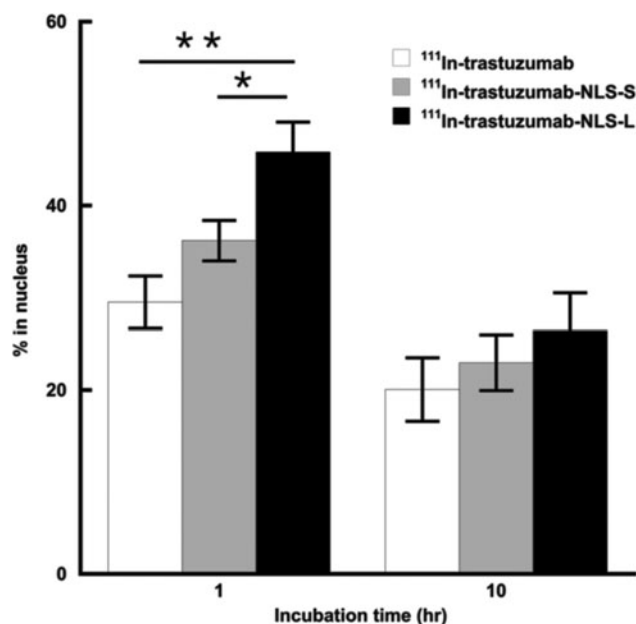 60
40
20
0
% in nucleus
**
*
¹¹¹In-trastuzumab
¹¹¹In-trastuzumab-NLS-S
¹¹¹In-trastuzumab-NLS-L
1
10
Incubation time (hr)